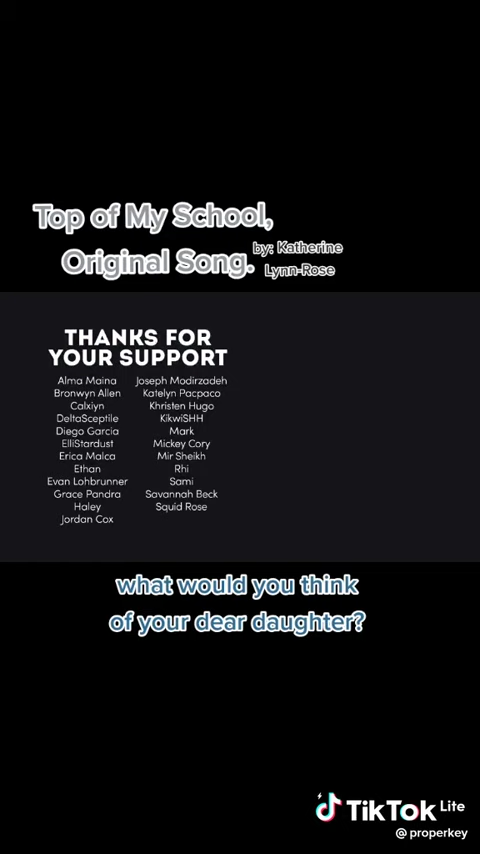 Top of My School,
Original Song.
by: Katherine
Lynn-Rose
THANKS FOR
YOUR SUPPORT
Alma Maina
Bronwyn Allen
Calxiyn
DeltaSceptile
Diego Garcia
ElliStardust
Erica Malca
Ethan
Evan Lohbrunner
Grace Pandra
Haley
Jordan Cox
Joseph Modirzadeh
Katelyn Pacpaco
Khristen Hugo
KikwiSHH
Mark
Mickey Cory
Mir Sheikh
Rhi
Sami
Savannah Beck
Squid Rose
what would you think
of your dear daughter?
TikTok Lite
@ properkey